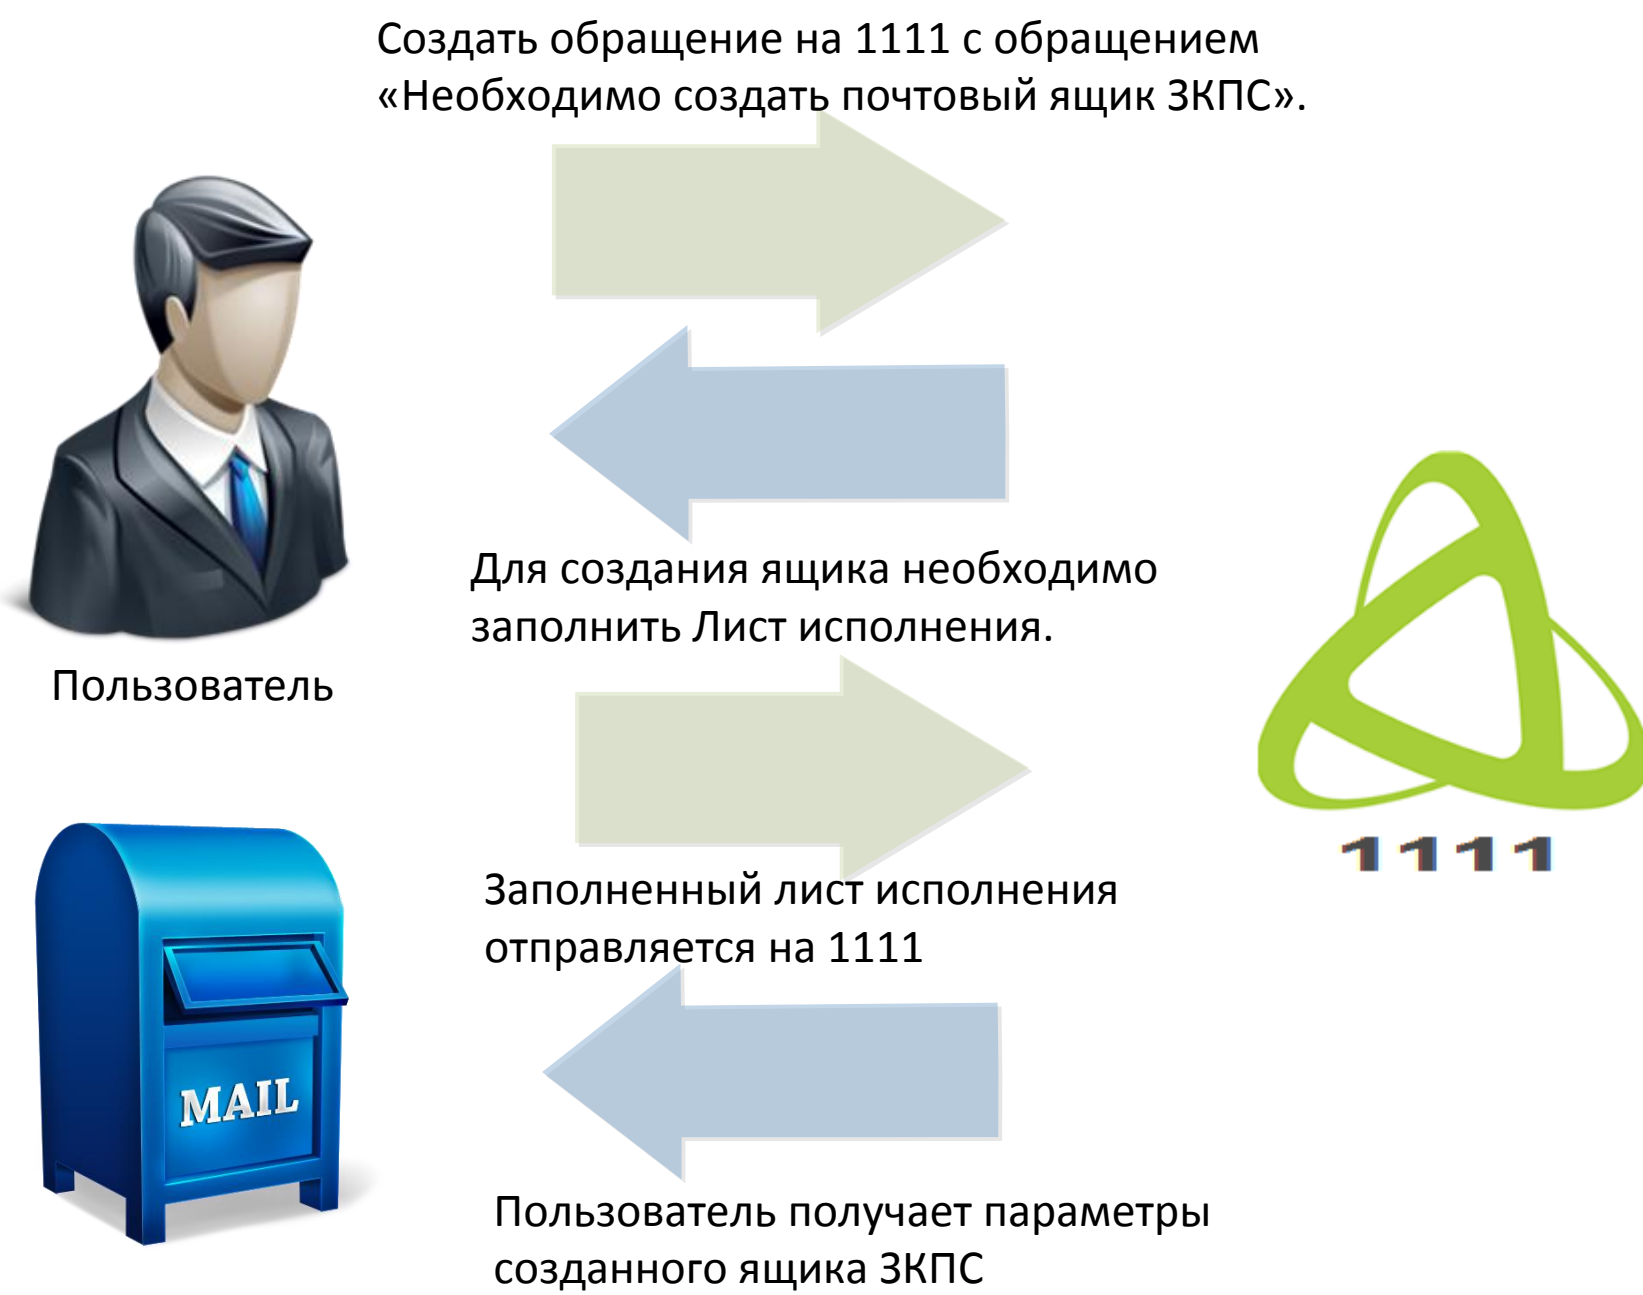 Создать обращение на 1111 с обращением
«Необходимо создать почтовый ящик ЗКПС».
Для создания ящика необходимо
заполнить Лист исполнения.
Пользователь
1111
Заполненный лист исполнения
отправляется на 1111
MAIL
Пользователь получает параметры
созданного ящика ЗКПС